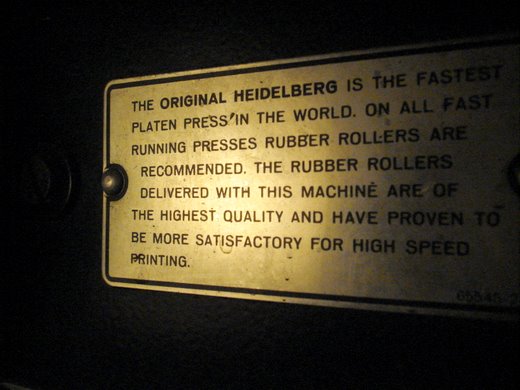 THE ORIGINAL HEIDELBERG IS THE FASTEST
PLATEN PRESS IN THE WORLD. ON ALL FAST
RUNNING PRESSES RUBBER ROLLERS ARE
RECOMMENDED. THE RUBBER ROLLERS
DELIVERED WITH THIS MACHINE ARE OF
THE HIGHEST QUALITY AND HAVE PROVEN TO
BE MORE SATISFACTORY FOR HIGH SPEED
PRINTING.